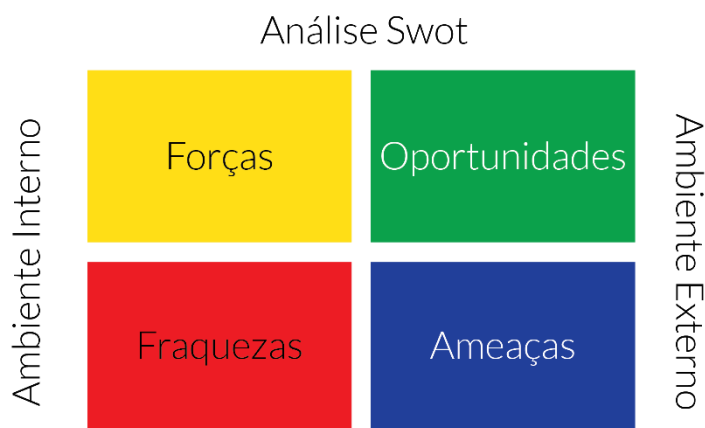 Análise Swot
Ambiente Interno
Forças
Oportunidades
Ambiente Externo
Fraquezas
Ameaças